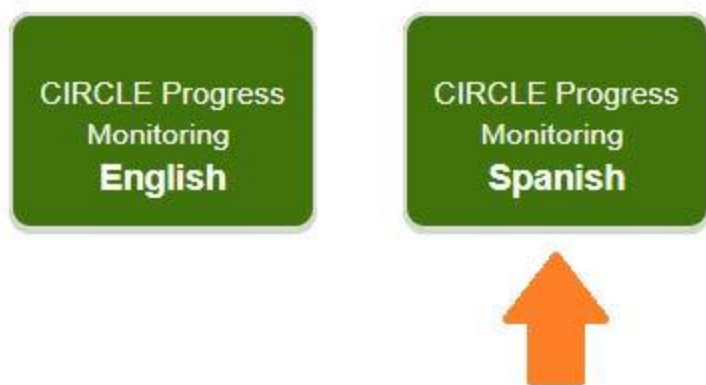 CIRCLE Progress
Monitoring
English
CIRCLE Progress
Monitoring
Spanish